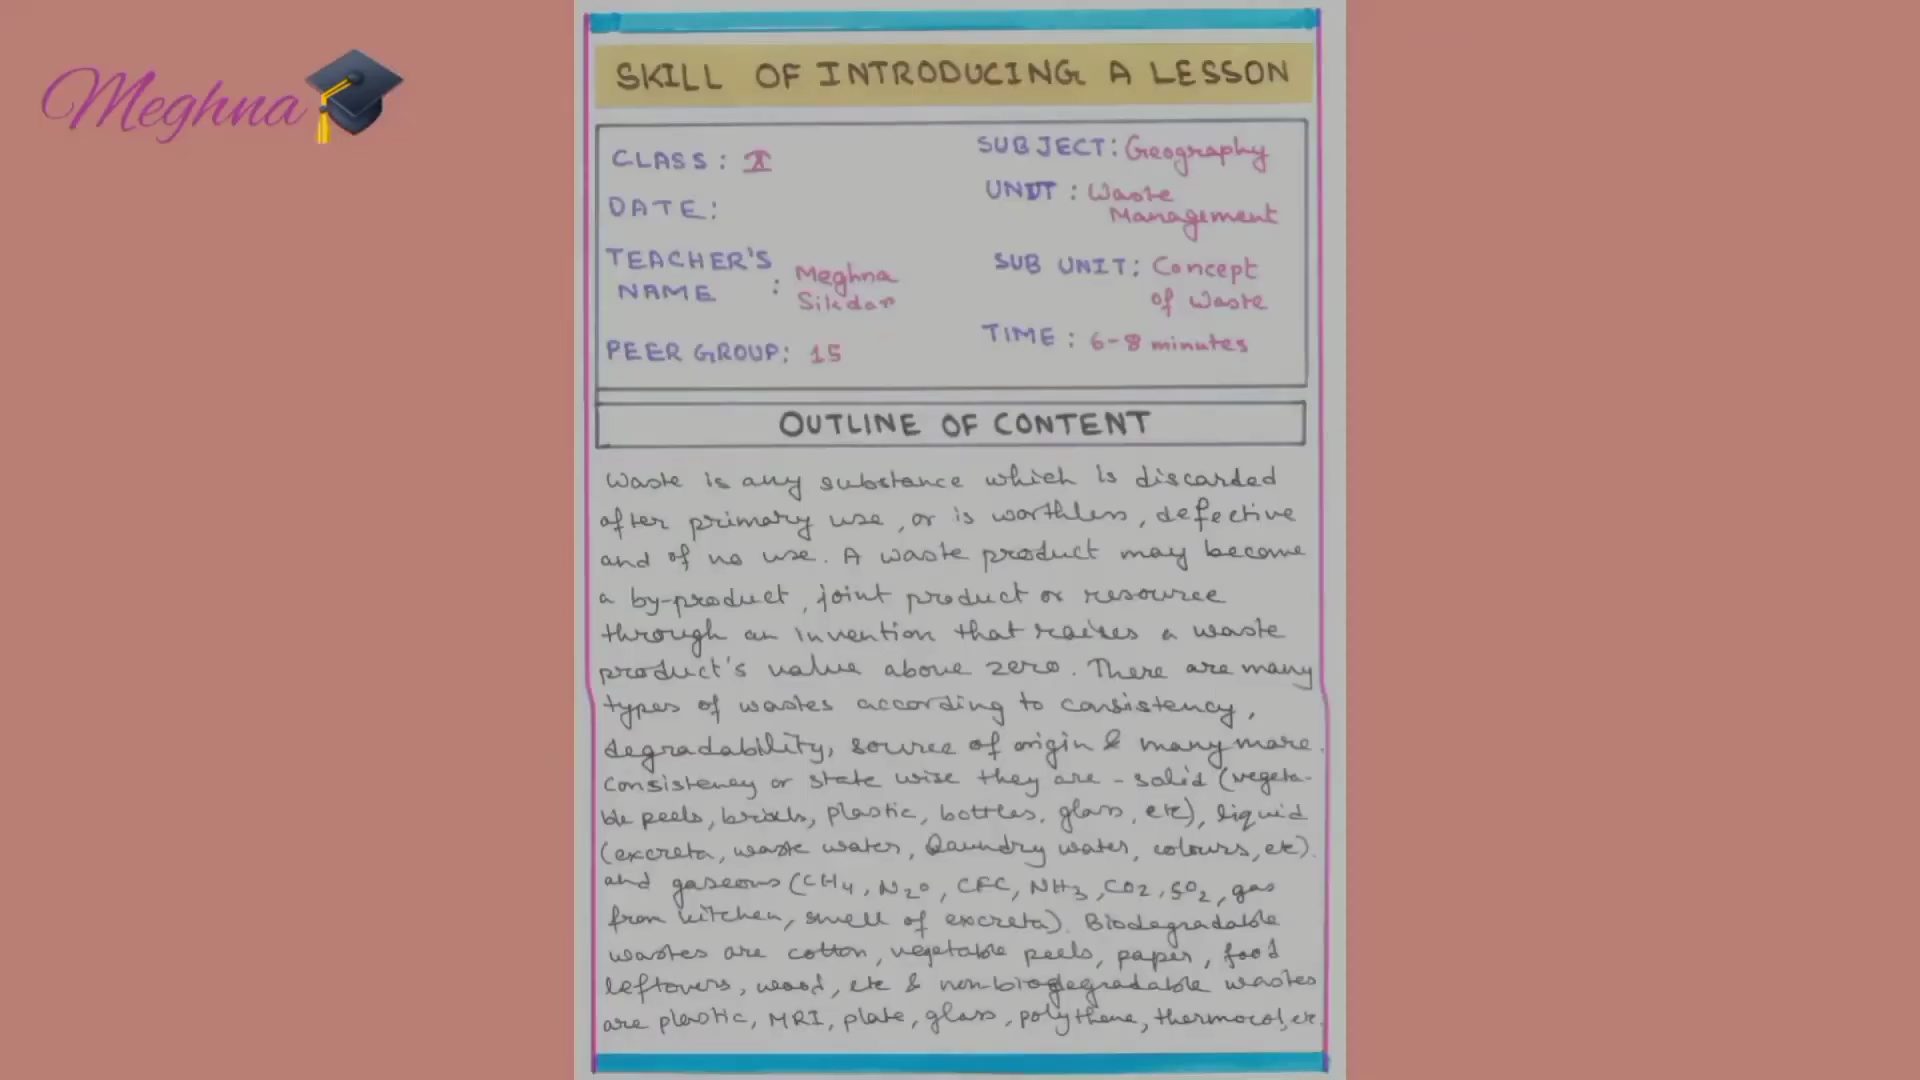 Meghna
SKILL OF INTRODUCING A LESSON
CLASS: X
DATE:
TEACHER'S NAME : Meghna Sikdar
PEER GROUP: 15
SUBJECT: Geography
UNIT : Waste
Management
SUB UNIT: Concept
of Waste
TIME : 6-8 minutes
OUTLINE OF CONTENT
Waste is any substance which is discarded
after primary use, or is worthless, defective
and of no use. A waste product may become
a by-product, joint product or resource
through an invention that raises a waste
product's value above zero. There are many
types of wastes according to consistency,
degradability, source of origin & many more.
Consistency or state wise they are - solid (vegeta-
ble peels, bricks, plastic, bottles, glass, etc), liquid
(excreta, waste water, laundry water, colours, etc).
and gaseous (CH4, N2O, CFC, NH3, CO2, SO2, gas
from kitchen, smell of excreta). Biodegradable
wastes are cotton, vegetable peels, paper, food
leftovers, wood, etc & non-biodegradable wastes
are plastic, MRI, plate, glass, polythene, thermocol, etc.